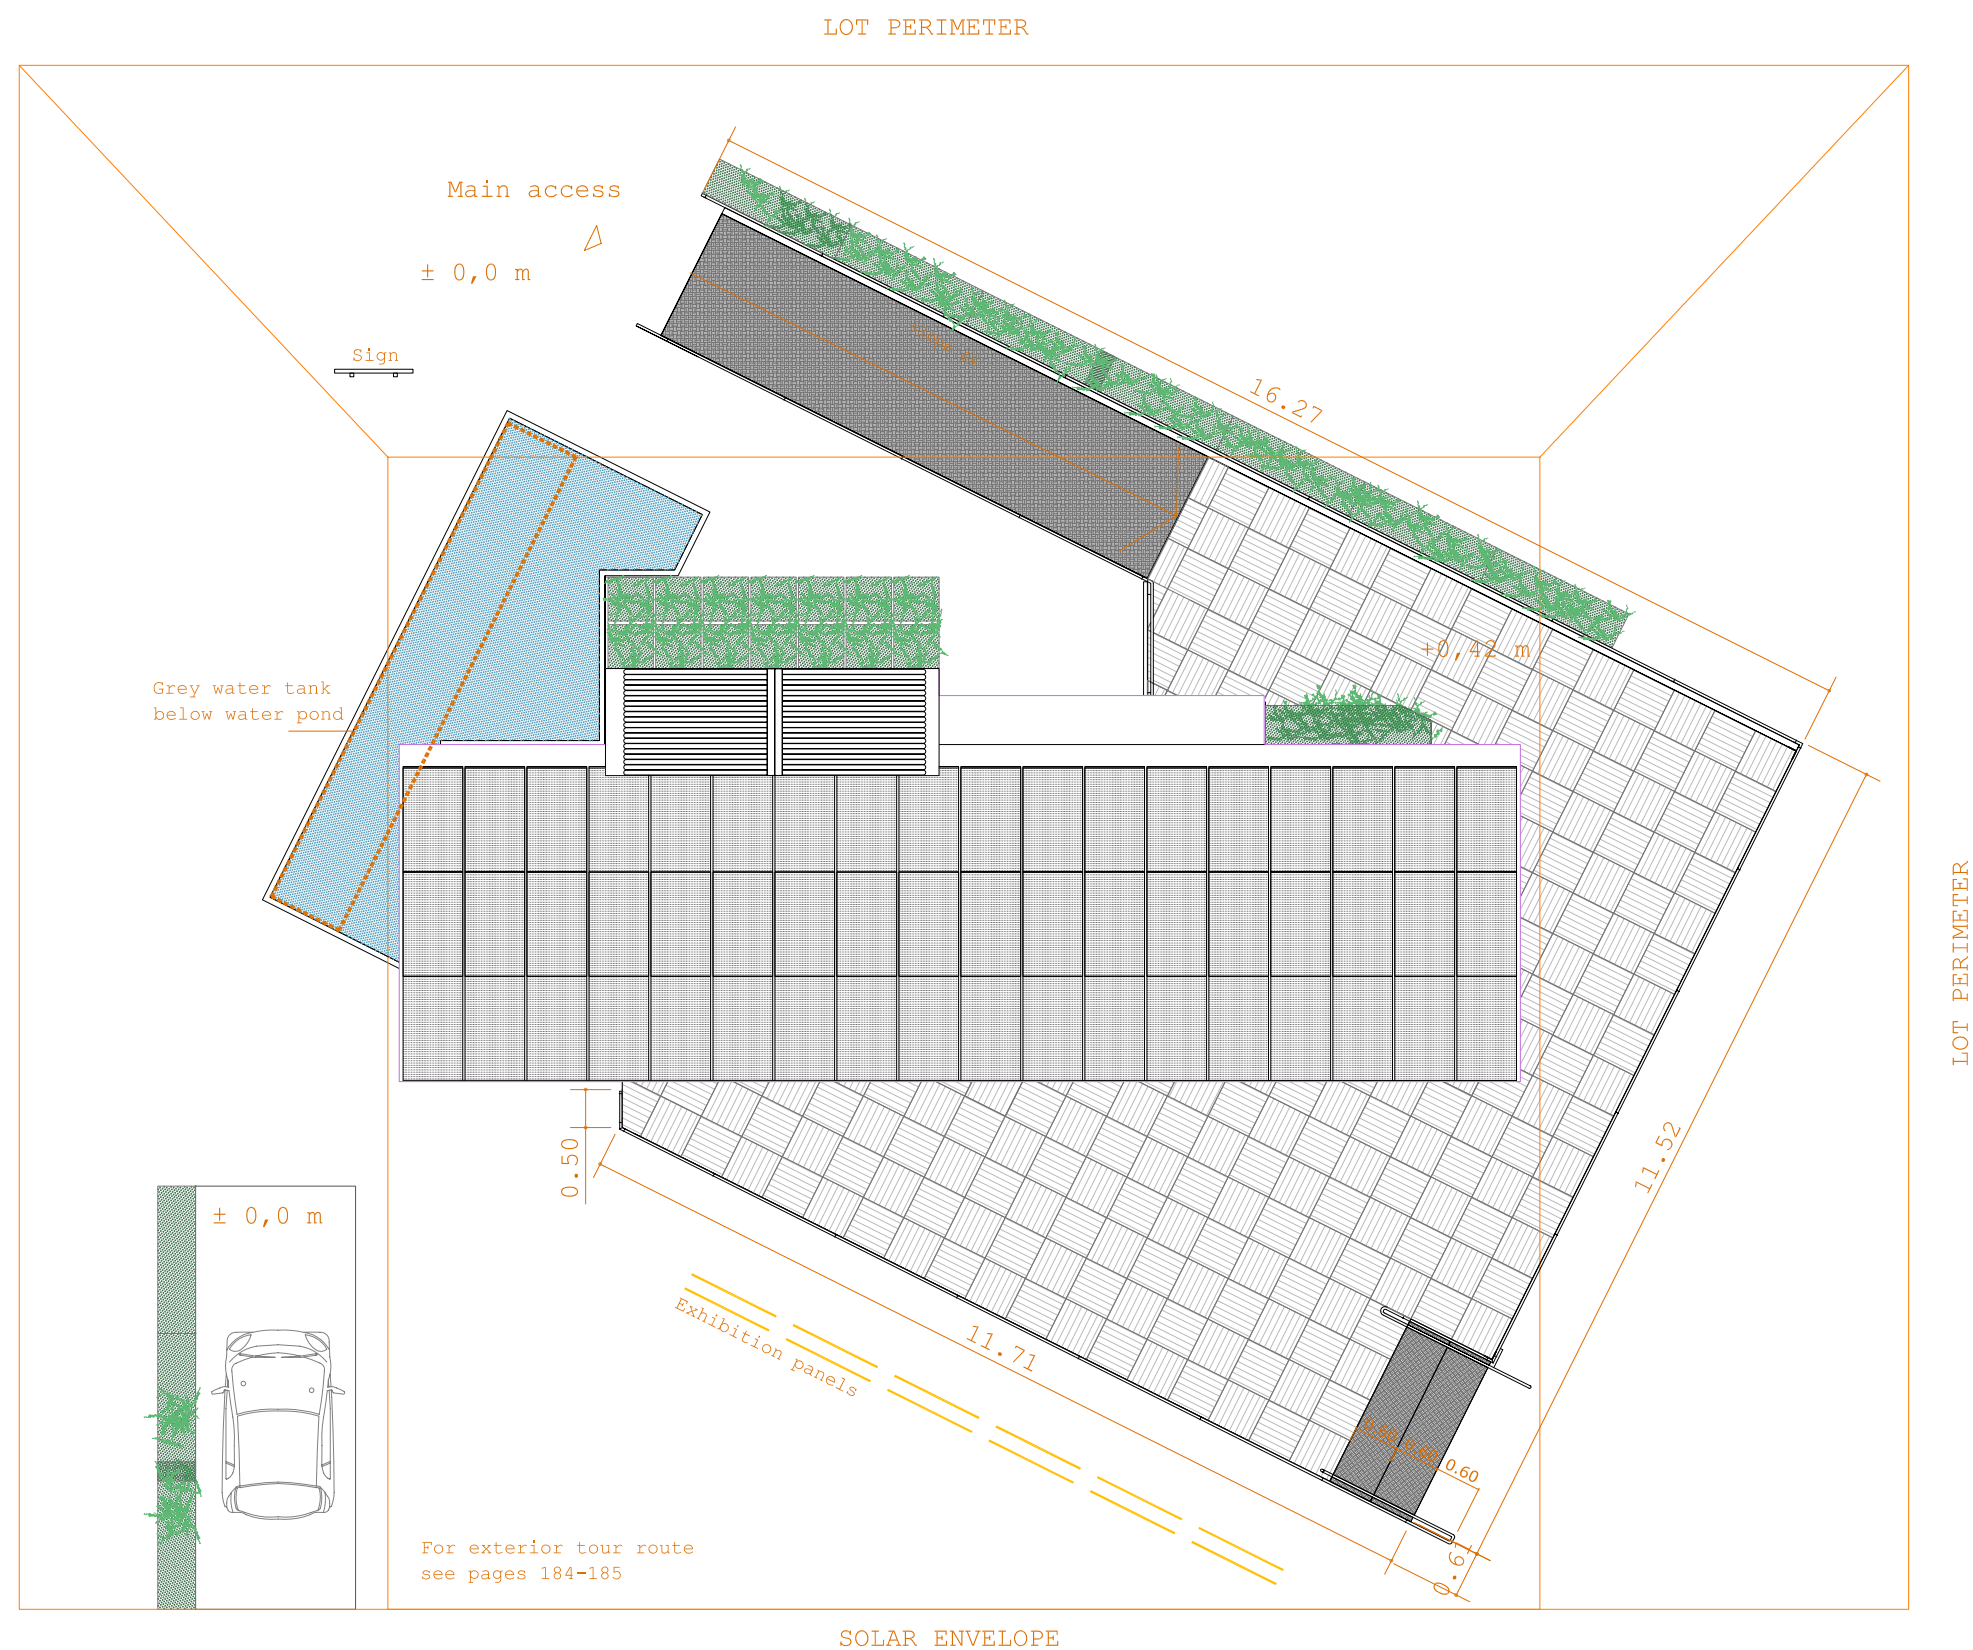 LOT PERIMETER
Main access
± 0,0 m
Sign
16.27
+0,42 m
Grey water tank
below water pond
LOT PERIMETER
0.50
11.52
± 0,0 m
Exhibition panels
11.71
0.60 0.60 0.60
0.61
For exterior tour route
see pages 184-185
SOLAR ENVELOPE